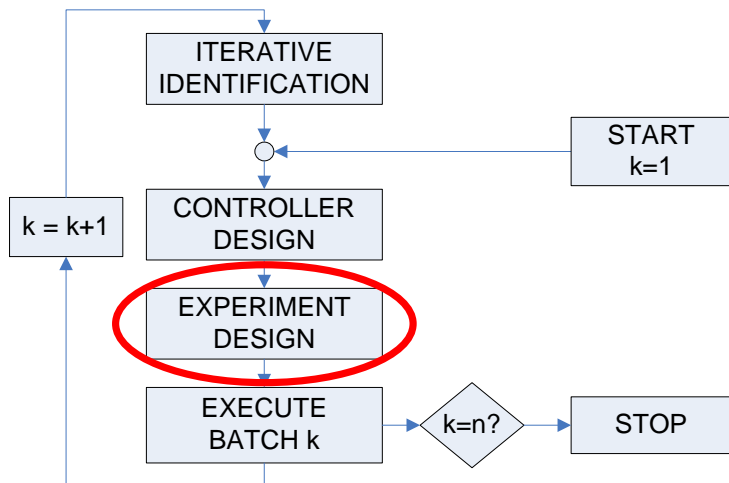 ITERATIVE
IDENTIFICATION
START
k=1
CONTROLLER
DESIGN
k = k+1
EXPERIMENT
DESIGN
EXECUTE
BATCH k
k=n?
STOP